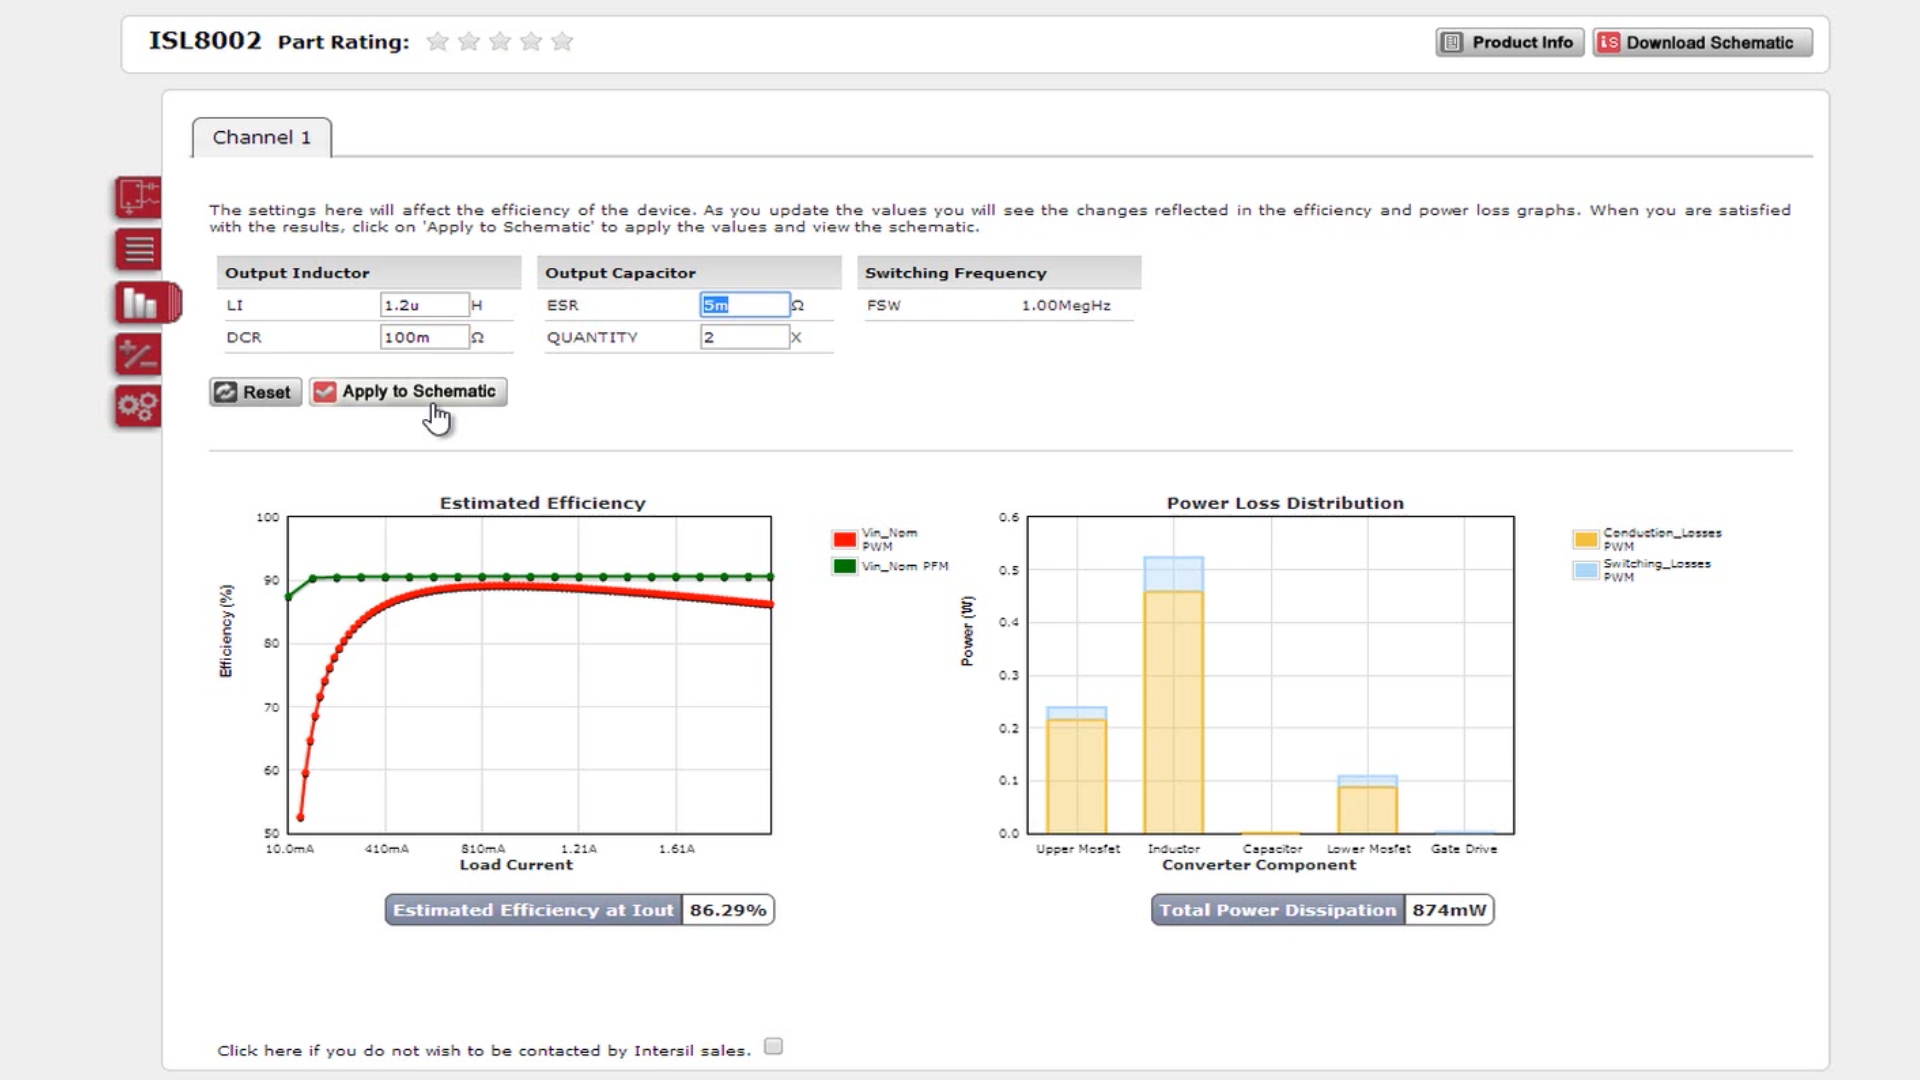 ISL8002 Part Rating:
Product Info
Download Schematic
Channel 1
The settings here will affect the efficiency of the device. As you update the values you will see the changes reflected in the efficiency and power loss graphs. When you are satisfied
with the results, click on 'Apply to Schematic' to apply the values and view the schematic.
Output Inductor
LI 1.2u H
DCR 100m Ω
Output Capacitor
ESR 5m Ω
QUANTITY 2 X
Switching Frequency
FSW 1.00MegHz
Reset
Apply to Schematic
Estimated Efficiency
100
90
80
70
60
50
Efficiency (%)
10.0mA 410mA 810mA 1.21A 1.61A
Load Current
Vin_Nom
PWM
Vin_Nom PFM
Estimated Efficiency at Iout 86.29%
Power Loss Distribution
0.6
0.5
0.4
0.3
0.2
0.1
0.0
Power (W)
Upper Mosfet Inductor Capacitor Lower Mosfet Gate Drive
Converter Component
Conduction_Losses
PWM
Switching_Losses
PWM
Total Power Dissipation 874mW
Click here if you do not wish to be contacted by Intersil sales.